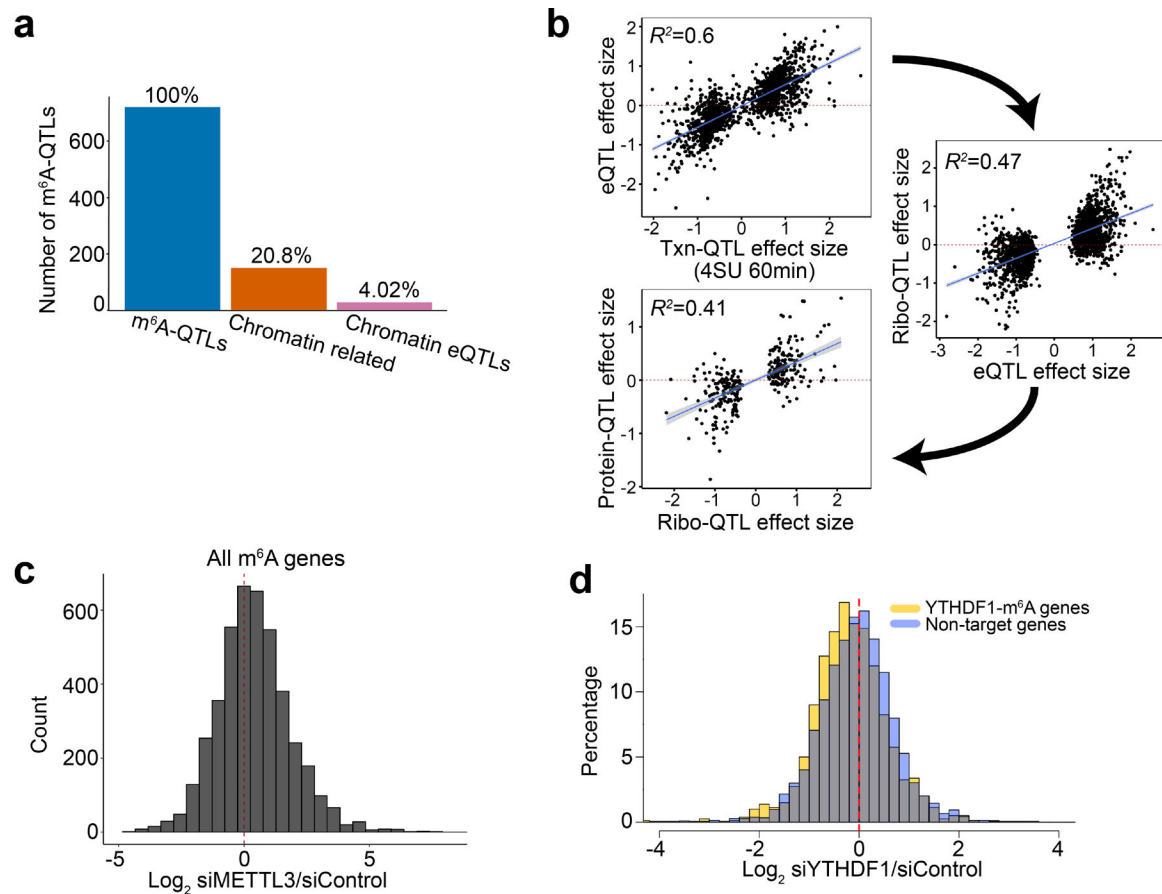 a
Number of m⁶A-QTLs
600
400
200
0
100%
20.8%
4.02%
m⁶A-QTLs
Chromatin related
Chromatin eQTLs
b
R²=0.6
eQTL effect size
2
1
0
-1
-2
-2 -1 0 1 2
Txn-QTL effect size
(4SU 60min)
R²=0.47
Ribo-QTL effect size
2
1
0
-1
-2
-3 -2 -1 0 1 2
eQTL effect size
R²=0.41
Protein-QTL effect size
1
0
-1
-2
-2 -1 0 1 2
Ribo-QTL effect size
c
All m⁶A genes
Count
600
400
200
0
-5 0 5
Log₂ siMETTL3/siControl
d
YTHDF1-m⁶A genes
Non-target genes
Percentage
15
10
5
0
-4 -2 0 2 4
Log₂ siYTHDF1/siControl